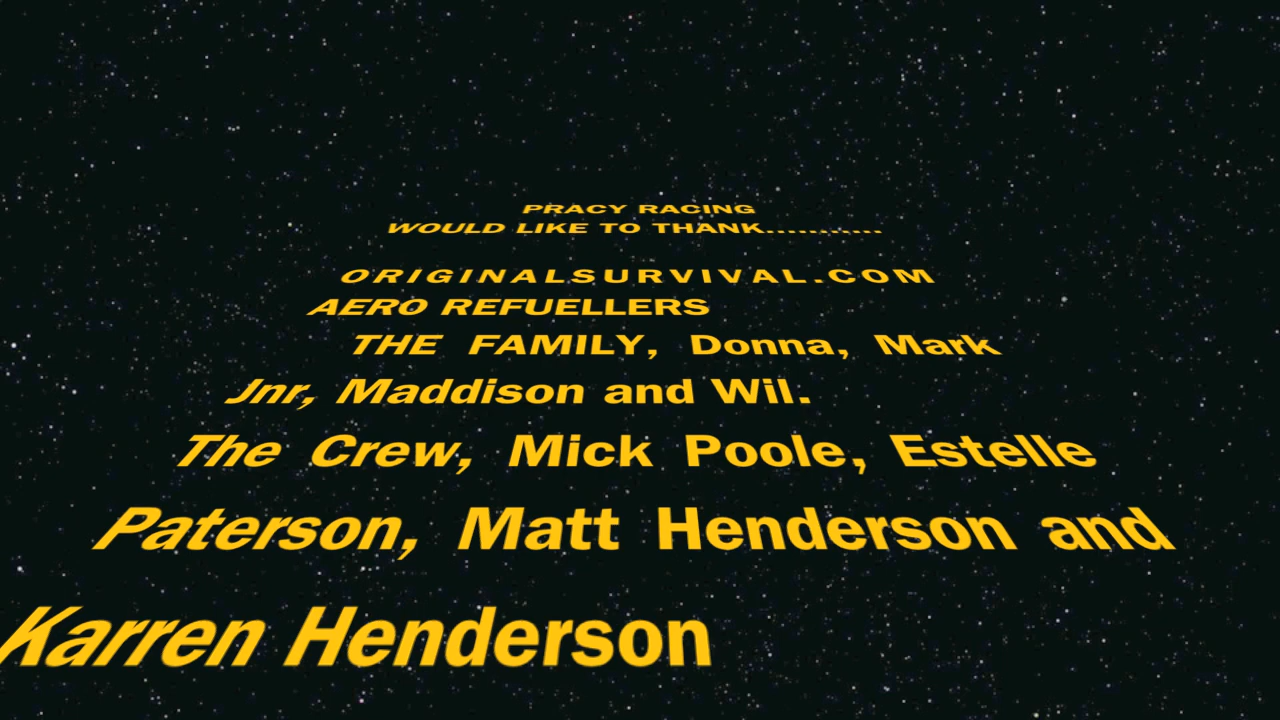 PRACY RACING
WOULD LIKE TO THANK...........
ORIGINALSURVIVAL.COM
AERO REFUELLERS
THE FAMILY, Donna, Mark
Jnr, Maddison and Wil.
The Crew, Mick Poole, Estelle
Paterson, Matt Henderson and
Karren Henderson